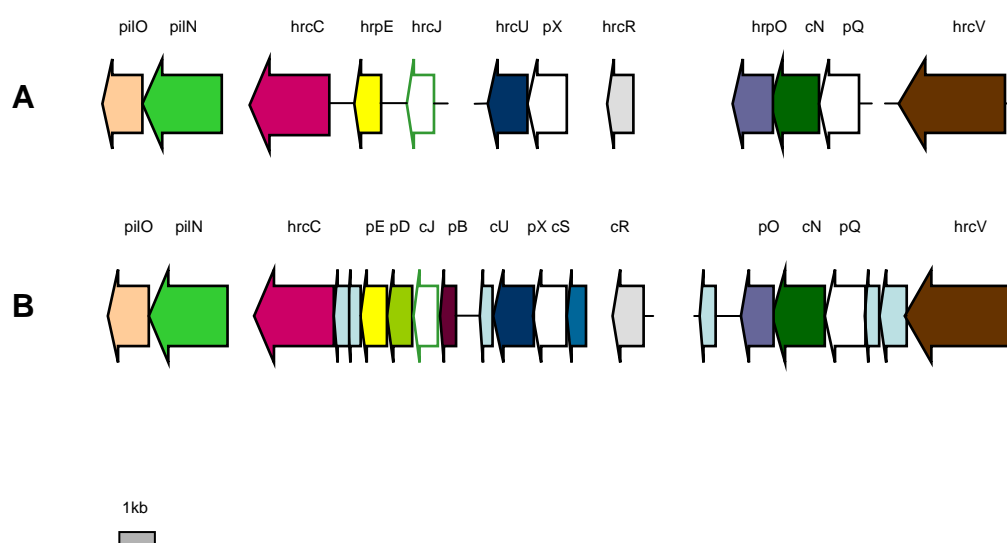 pilO pilN hrcC hrpE hrcJ hrcU pX hrcR hrpO cN pQ hrcV
A
pilO pilN hrcC pE pD cJ pB cU pX cS cR pO cN pQ hrcV
B
1kb